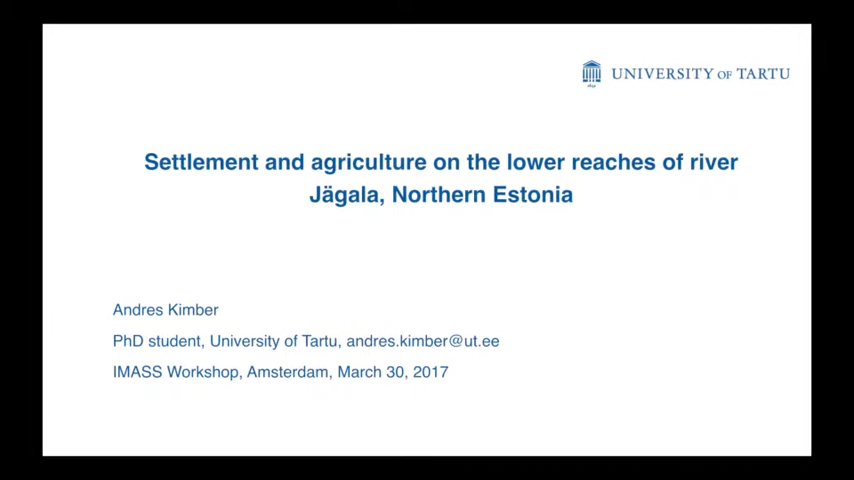 UNIVERSITY OF TARTU
Settlement and agriculture on the lower reaches of river
Jägala, Northern Estonia
Andres Kimber
PhD student, University of Tartu, andres.kimber@ut.ee
IMASS Workshop, Amsterdam, March 30, 2017